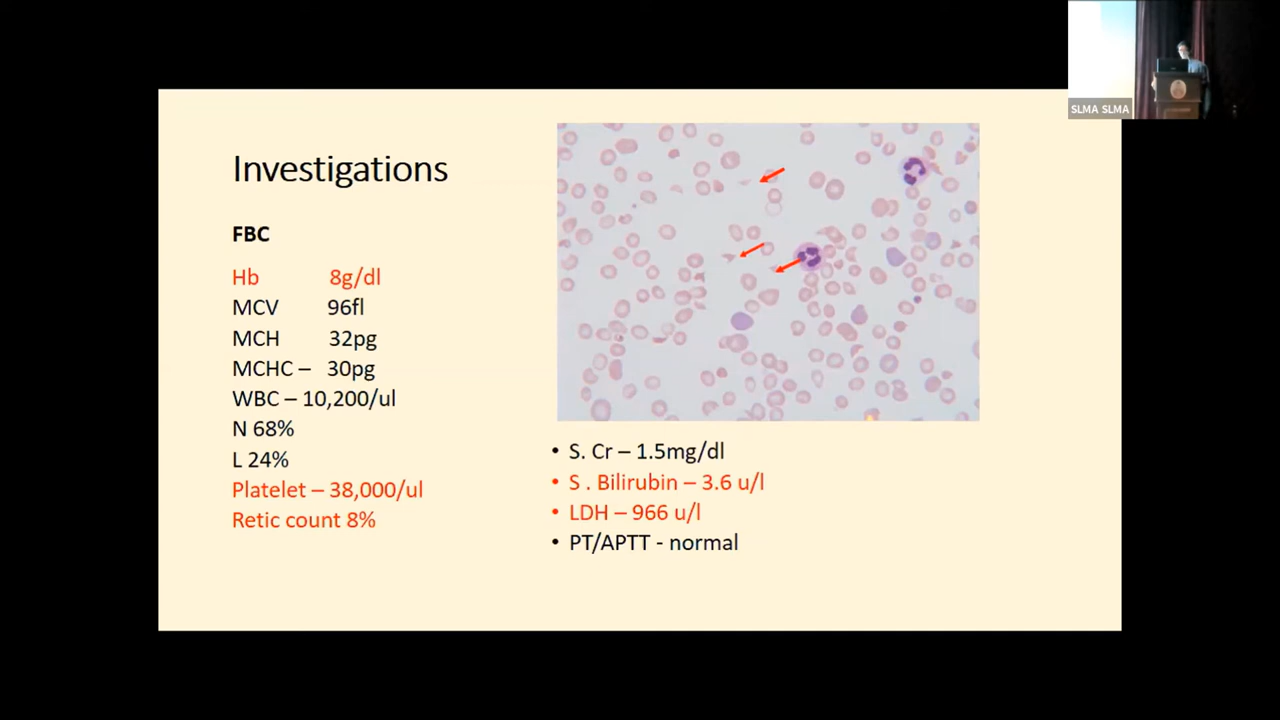 SLMA SLMA
Investigations
FBC
Hb 8g/dl
MCV 96fl
MCH 32pg
MCHC – 30pg
WBC – 10,200/ul
N 68%
L 24%
Platelet – 38,000/ul
Retic count 8%
• S. Cr – 1.5mg/dl
• S . Bilirubin – 3.6 u/l
• LDH – 966 u/l
• PT/APTT - normal